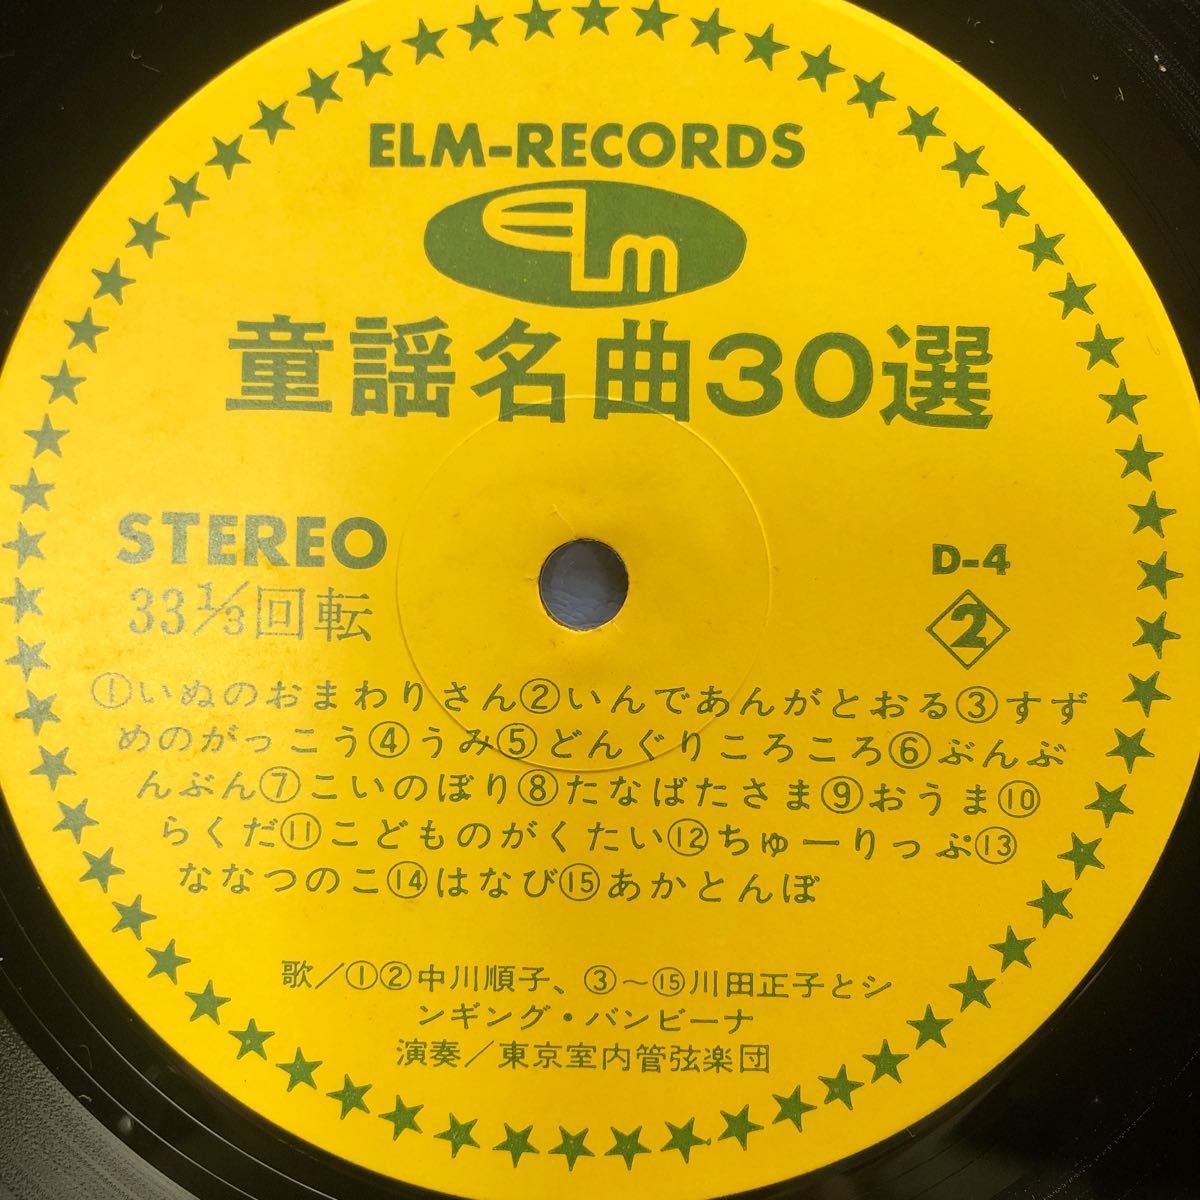 ELM-RECORDS
ELM
童謡名曲30選
STEREO
33⅓回転
D-4
2
①いぬのおまわりさん②いんであんがとおる③すず
めのがっこう④うみ⑤どんぐりころころ⑥ぶんぶ
んぶん⑦こいのぼり⑧たなばたさま⑨おうま⑩
らくだ⑪こどものがくたい⑫ちゅーりっぷ⑬
ななつのこ⑭はなび⑮あかとんぼ
歌／①②中川順子、③〜⑮川田正子とシ
ンギング・バンビーナ
演奏／東京室内管弦楽団